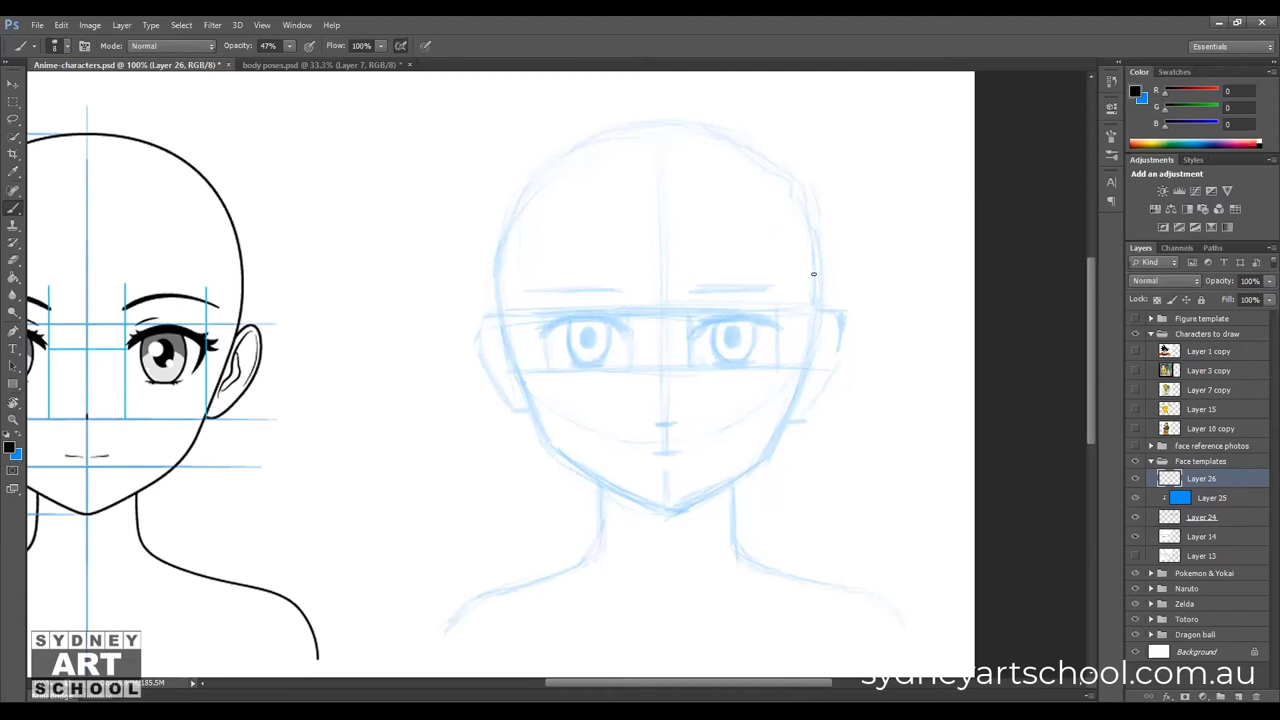 Ps File Edit Image Layer Type Select Filter 3D View Window Help
8 Mode: Normal Opacity: 47% Flow: 100% Essentials
Anime-characters.psd @ 100% (Layer 26, RGB/8) * × body poses.psd @ 33.3% (Layer 7, RGB/8) * ×
Color Swatches
R 0
G 0
B 0
Adjustments Styles
Add an adjustment
Layers Channels Paths
Kind
Normal Opacity: 100%
Lock: Fill: 100%
Figure template
Characters to draw
Layer 1 copy
Layer 3 copy
Layer 7 copy
Layer 15
Layer 10 copy
face reference photos
Face templates
Layer 26
Layer 25
Layer 24
Layer 14
Layer 13
Pokemon & Yokai
Naruto
Zelda
Totoro
Dragon ball
Background
SYDNEY
ART
SCHOOL
sydneyartschool.com.au